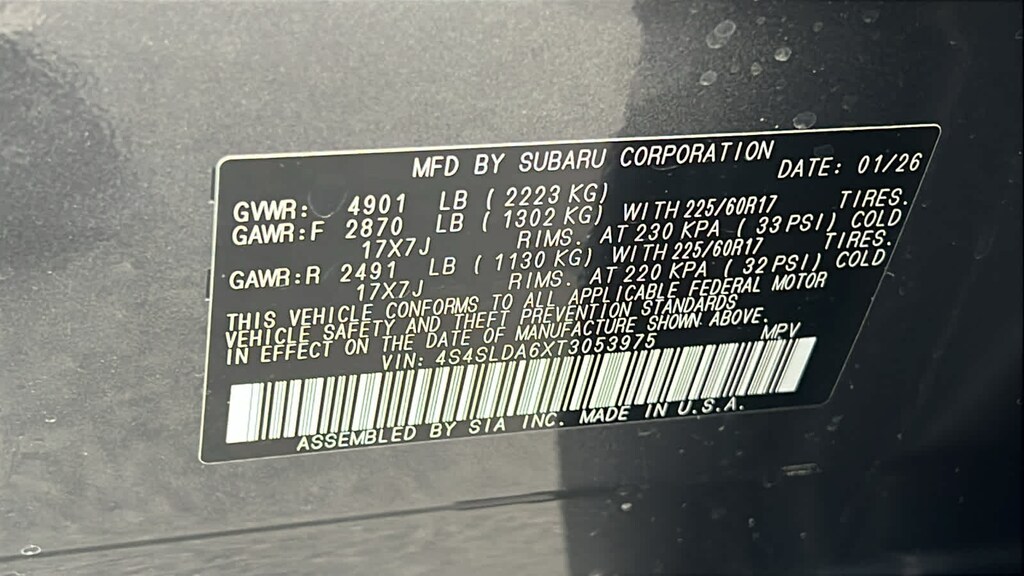 MFD BY SUBARU CORPORATION DATE: 01/26
GVWR: 4901 LB ( 2223 KG)
GAWR:F 2870 LB ( 1302 KG) WITH 225/60R17 TIRES.
17X7J RIMS. AT 230 KPA ( 33 PSI) COLD
GAWR:R 2491 LB ( 1130 KG) WITH 225/60R17 TIRES.
17X7J RIMS. AT 220 KPA ( 32 PSI) COLD
THIS VEHICLE CONFORMS TO ALL APPLICABLE FEDERAL MOTOR
VEHICLE SAFETY AND THEFT PREVENTION STANDARDS
IN EFFECT ON THE DATE OF MANUFACTURE SHOWN ABOVE.
VIN: 4S4SLDA6XT3053975 MPV
ASSEMBLED BY SIA INC. MADE IN U.S.A.